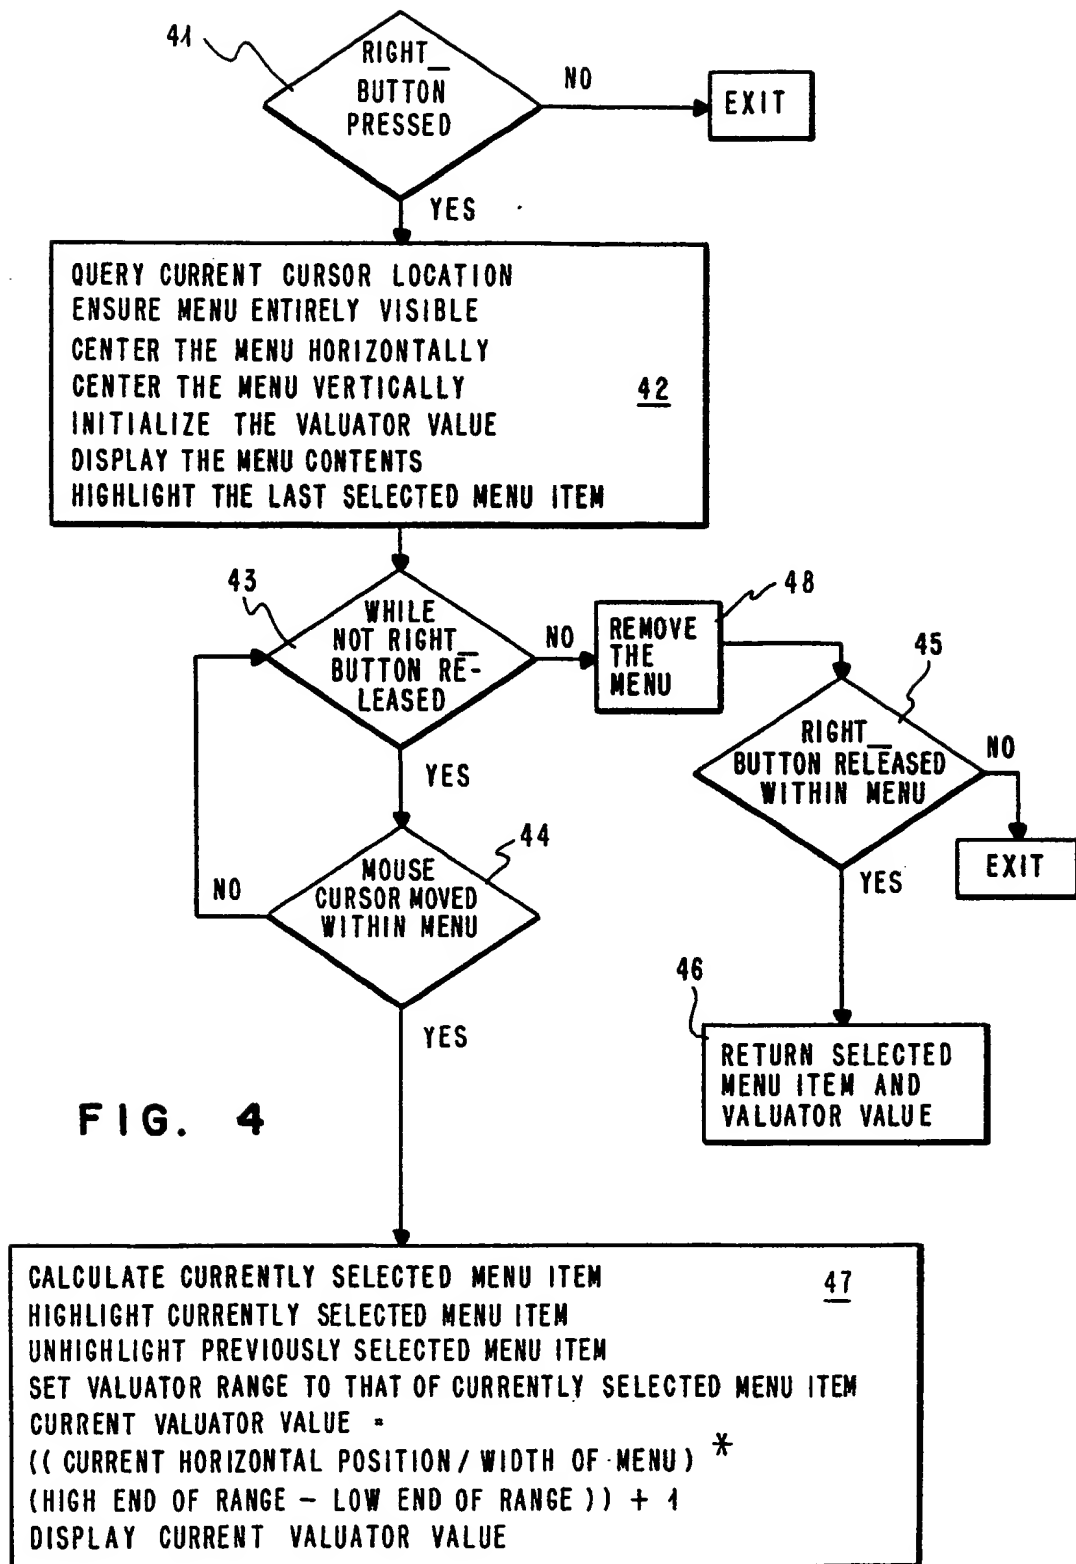 41
RIGHT_
BUTTON
PRESSED
NO
EXIT
YES
QUERY CURRENT CURSOR LOCATION
ENSURE MENU ENTIRELY VISIBLE
CENTER THE MENU HORIZONTALLY
CENTER THE MENU VERTICALLY
42
INITIALIZE THE VALUATOR VALUE
DISPLAY THE MENU CONTENTS
HIGHLIGHT THE LAST SELECTED MENU ITEM
43
WHILE
NOT RIGHT_
BUTTON RE-
LEASED
NO
YES
48
REMOVE
THE
MENU
45
RIGHT_
BUTTON RELEASED
WITHIN MENU
NO
EXIT
YES
44
MOUSE
CURSOR MOVED
WITHIN MENU
NO
YES
46
RETURN SELECTED
MENU ITEM AND
VALUATOR VALUE
FIG. 4
CALCULATE CURRENTLY SELECTED MENU ITEM
47
HIGHLIGHT CURRENTLY SELECTED MENU ITEM
UNHIGHLIGHT PREVIOUSLY SELECTED MENU ITEM
SET VALUATOR RANGE TO THAT OF CURRENTLY SELECTED MENU ITEM
CURRENT VALUATOR VALUE =
((CURRENT HORIZONTAL POSITION/WIDTH OF MENU) *
(HIGH END OF RANGE - LOW END OF RANGE)) + 1
DISPLAY CURRENT VALUATOR VALUE